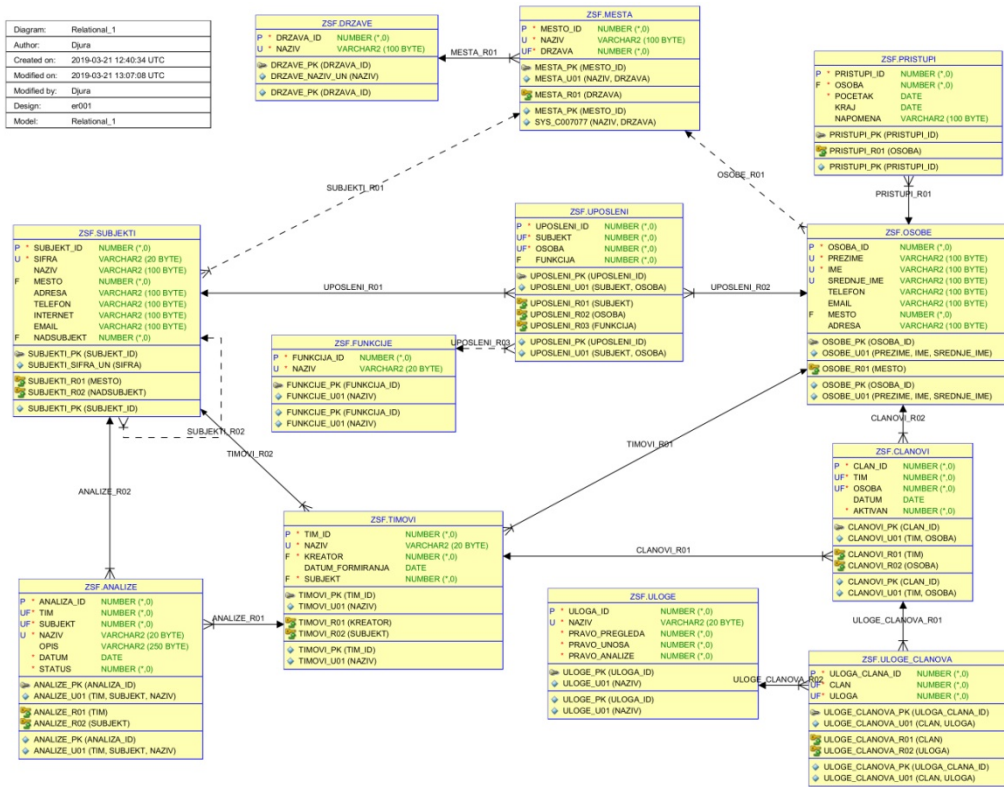 Diagram: Relational_1
Author: Djura
Created on: 2019-03-21 12:40:34 UTC
Modified on: 2019-03-21 13:07:08 UTC
Modified by: Djura
Design: er001
Model: Relational_1
ZSF.DRZAVE
P * DRZAVA_ID NUMBER (*,0)
U * NAZIV VARCHAR2 (100 BYTE)
DRZAVE_PK (DRZAVA_ID)
DRZAVE_NAZIV_UN (NAZIV)
DRZAVE_PK (DRZAVA_ID)
MESTA_R01
ZSF.MESTA
P * MESTO_ID NUMBER (*,0)
U * NAZIV VARCHAR2 (100 BYTE)
UF* DRZAVA NUMBER (*,0)
MESTA_PK (MESTO_ID)
MESTA_U01 (NAZIV, DRZAVA)
MESTA_R01 (DRZAVA)
MESTA_PK (MESTO_ID)
SYS_C007077 (NAZIV, DRZAVA)
ZSF.PRISTUPI
P * PRISTUPI_ID NUMBER (*,0)
F * OSOBA NUMBER (*,0)
* POCETAK DATE
KRAJ DATE
NAPOMENA VARCHAR2 (100 BYTE)
PRISTUPI_PK (PRISTUPI_ID)
PRISTUPI_R01 (OSOBA)
PRISTUPI_PK (PRISTUPI_ID)
SUBJEKTI_R01
OSOBE_R01
PRISTUPI_R01
ZSF.SUBJEKTI
P * SUBJEKT_ID NUMBER (*,0)
U * SIFRA VARCHAR2 (20 BYTE)
NAZIV VARCHAR2 (100 BYTE)
F MESTO NUMBER (*,0)
ADRESA VARCHAR2 (100 BYTE)
TELEFON VARCHAR2 (100 BYTE)
INTERNET VARCHAR2 (100 BYTE)
EMAIL VARCHAR2 (100 BYTE)
F NADSUBJEKT NUMBER (*,0)
SUBJEKTI_PK (SUBJEKT_ID)
SUBJEKTI_SIFRA_UN (SIFRA)
SUBJEKTI_R01 (MESTO)
SUBJEKTI_R02 (NADSUBJEKT)
SUBJEKTI_PK (SUBJEKT_ID)
UPOSLENI_R01
ZSF.UPOSLENI
P * UPOSLENI_ID NUMBER (*,0)
UF* SUBJEKT NUMBER (*,0)
UF* OSOBA NUMBER (*,0)
F FUNKCIJA NUMBER (*,0)
UPOSLENI_PK (UPOSLENI_ID)
UPOSLENI_U01 (SUBJEKT, OSOBA)
UPOSLENI_R01 (SUBJEKT)
UPOSLENI_R02 (OSOBA)
UPOSLENI_R03 (FUNKCIJA)
UPOSLENI_PK (UPOSLENI_ID)
UPOSLENI_U01 (SUBJEKT, OSOBA)
UPOSLENI_R02
ZSF.OSOBE
P * OSOBA_ID NUMBER (*,0)
U * PREZIME VARCHAR2 (100 BYTE)
U * IME VARCHAR2 (100 BYTE)
U SREDNJE_IME VARCHAR2 (100 BYTE)
TELEFON VARCHAR2 (100 BYTE)
EMAIL VARCHAR2 (100 BYTE)
F MESTO NUMBER (*,0)
ADRESA VARCHAR2 (100 BYTE)
OSOBE_PK (OSOBA_ID)
OSOBE_U01 (PREZIME, IME, SREDNJE_IME)
OSOBE_R01 (MESTO)
OSOBE_PK (OSOBA_ID)
OSOBE_U01 (PREZIME, IME, SREDNJE_IME)
ZSF.FUNKCIJE
P * FUNKCIJA_ID NUMBER (*,0)
U * NAZIV VARCHAR2 (20 BYTE)
FUNKCIJE_PK (FUNKCIJA_ID)
FUNKCIJE_U01 (NAZIV)
FUNKCIJE_PK (FUNKCIJA_ID)
FUNKCIJE_U01 (NAZIV)
UPOSLENI_R03
SUBJEKTI_R02
TIMOVI_R02
TIMOVI_R01
CLANOVI_R02
ANALIZE_R02
ZSF.CLANOVI
P * CLAN_ID NUMBER (*,0)
UF* TIM NUMBER (*,0)
UF* OSOBA NUMBER (*,0)
DATUM DATE
* AKTIVAN NUMBER (*,0)
CLANOVI_PK (CLAN_ID)
CLANOVI_U01 (TIM, OSOBA)
CLANOVI_R01 (TIM)
CLANOVI_R02 (OSOBA)
CLANOVI_PK (CLAN_ID)
CLANOVI_U01 (TIM, OSOBA)
ZSF.TIMOVI
P * TIM_ID NUMBER (*,0)
U * NAZIV VARCHAR2 (20 BYTE)
F * KREATOR NUMBER (*,0)
DATUM_FORMIRANJA DATE
F * SUBJEKT NUMBER (*,0)
TIMOVI_PK (TIM_ID)
TIMOVI_U01 (NAZIV)
TIMOVI_R01 (KREATOR)
TIMOVI_R02 (SUBJEKT)
TIMOVI_PK (TIM_ID)
TIMOVI_U01 (NAZIV)
CLANOVI_R01
ZSF.ANALIZE
P * ANALIZA_ID NUMBER (*,0)
UF* TIM NUMBER (*,0)
UF* SUBJEKT NUMBER (*,0)
U * NAZIV VARCHAR2 (20 BYTE)
OPIS VARCHAR2 (250 BYTE)
* DATUM DATE
* STATUS NUMBER (*,0)
ANALIZE_PK (ANALIZA_ID)
ANALIZE_U01 (TIM, SUBJEKT, NAZIV)
ANALIZE_R01 (TIM)
ANALIZE_R02 (SUBJEKT)
ANALIZE_PK (ANALIZA_ID)
ANALIZE_U01 (TIM, SUBJEKT, NAZIV)
ANALIZE_R01
ZSF.ULOGE
P * ULOGA_ID NUMBER (*,0)
U * NAZIV VARCHAR2 (20 BYTE)
* PRAVO_PREGLEDA NUMBER (*,0)
* PRAVO_UNOSA NUMBER (*,0)
* PRAVO_ANALIZE NUMBER (*,0)
ULOGE_PK (ULOGA_ID)
ULOGE_U01 (NAZIV)
ULOGE_PK (ULOGA_ID)
ULOGE_U01 (NAZIV)
ULOGE_CLANOVA_R01
ULOGE_CLANOVA_R02
ZSF.ULOGE_CLANOVA
P * ULOGA_CLANA_ID NUMBER (*,0)
UF* CLAN NUMBER (*,0)
UF* ULOGA NUMBER (*,0)
ULOGE_CLANOVA_PK (ULOGA_CLANA_ID)
ULOGE_CLANOVA_U01 (CLAN, ULOGA)
ULOGE_CLANOVA_R01 (CLAN)
ULOGE_CLANOVA_R02 (ULOGA)
ULOGE_CLANOVA_PK (ULOGA_CLANA_ID)
ULOGE_CLANOVA_U01 (CLAN, ULOGA)